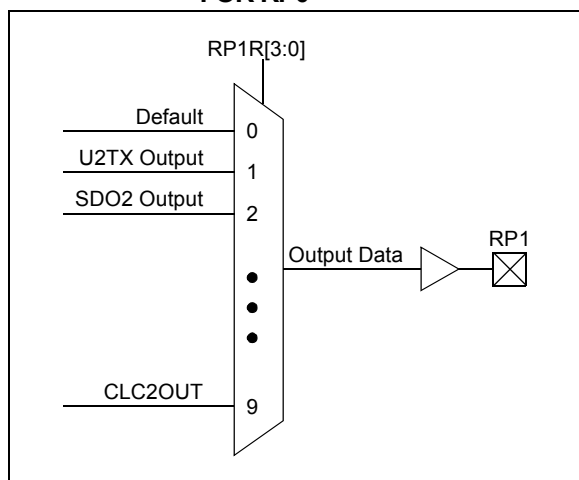 RP1R[3:0]
Default
0
U2TX Output
1
SDO2 Output
2
Output Data
RP1
CLC2OUT
9